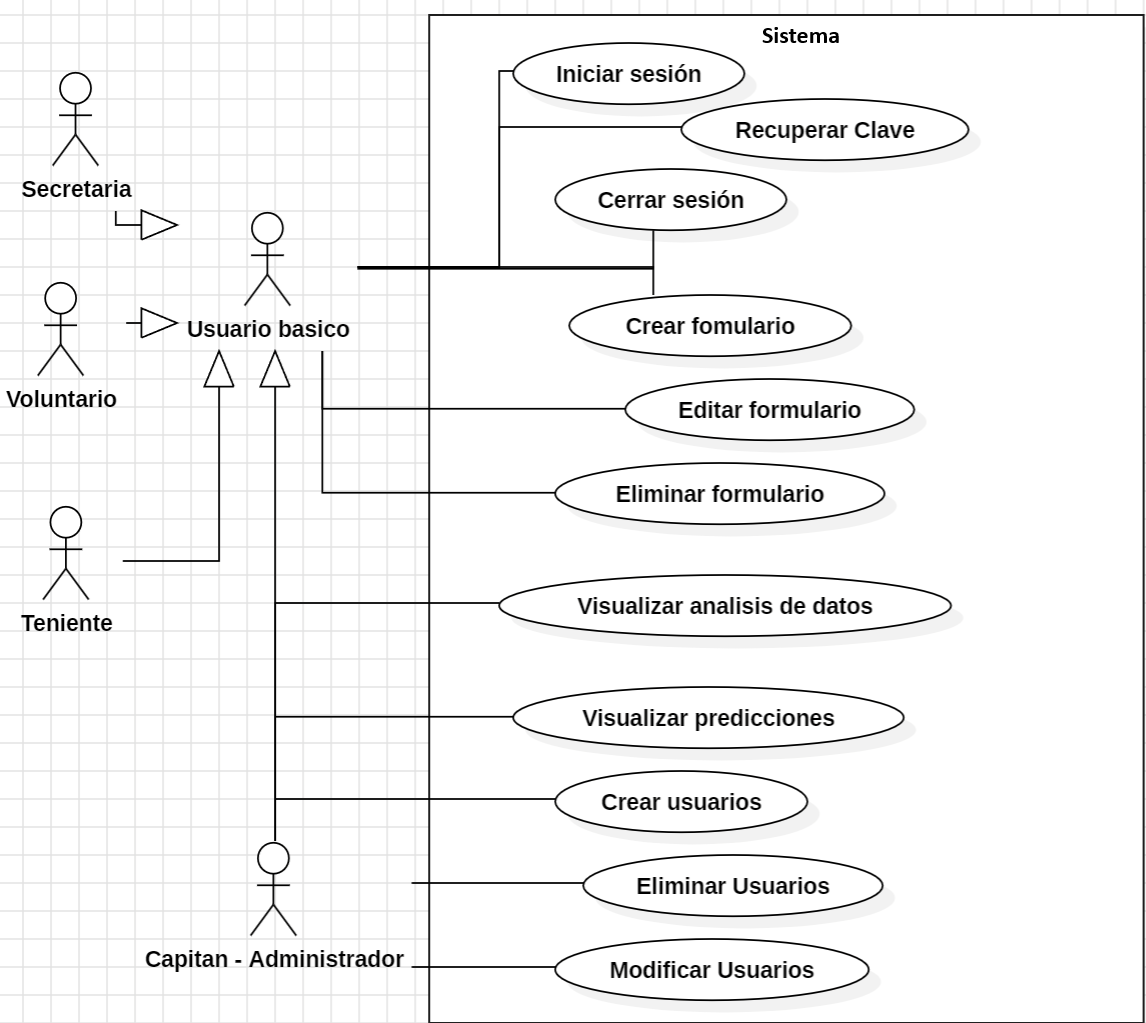 Sistema
Iniciar sesión
Recuperar Clave
Secretaria
Cerrar sesión
Usuario basico
Crear fomulario
Voluntario
Editar formulario
Eliminar formulario
Visualizar analisis de datos
Teniente
Visualizar predicciones
Crear usuarios
Eliminar Usuarios
Capitan - Administrador
Modificar Usuarios